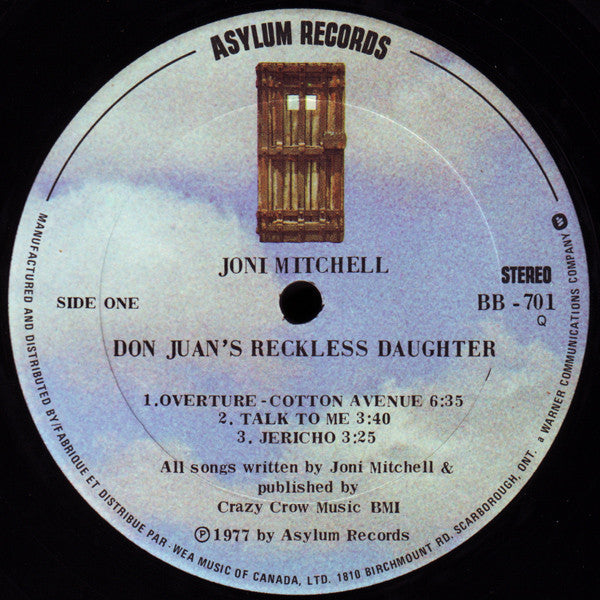 ASYLUM RECORDS
JONI MITCHELL
SIDE ONE
STEREO
BB-701
Q
DON JUAN'S RECKLESS DAUGHTER
1.OVERTURE-COTTON AVENUE 6:35
2. TALK TO ME 3:40
3. JERICHO 3:25
All songs written by Joni Mitchell &
published by
Crazy Crow Music BMI
Ⓟ1977 by Asylum Records
MANUFACTURED AND DISTRIBUTED BY/FABRIQUE ET DISTRIBUE PAR-WEA MUSIC OF CANADA, LTD. 1810 BIRCHMOUNT RD. SCARBOROUGH, ONT. a WARNER COMMUNICATIONS COMPANY